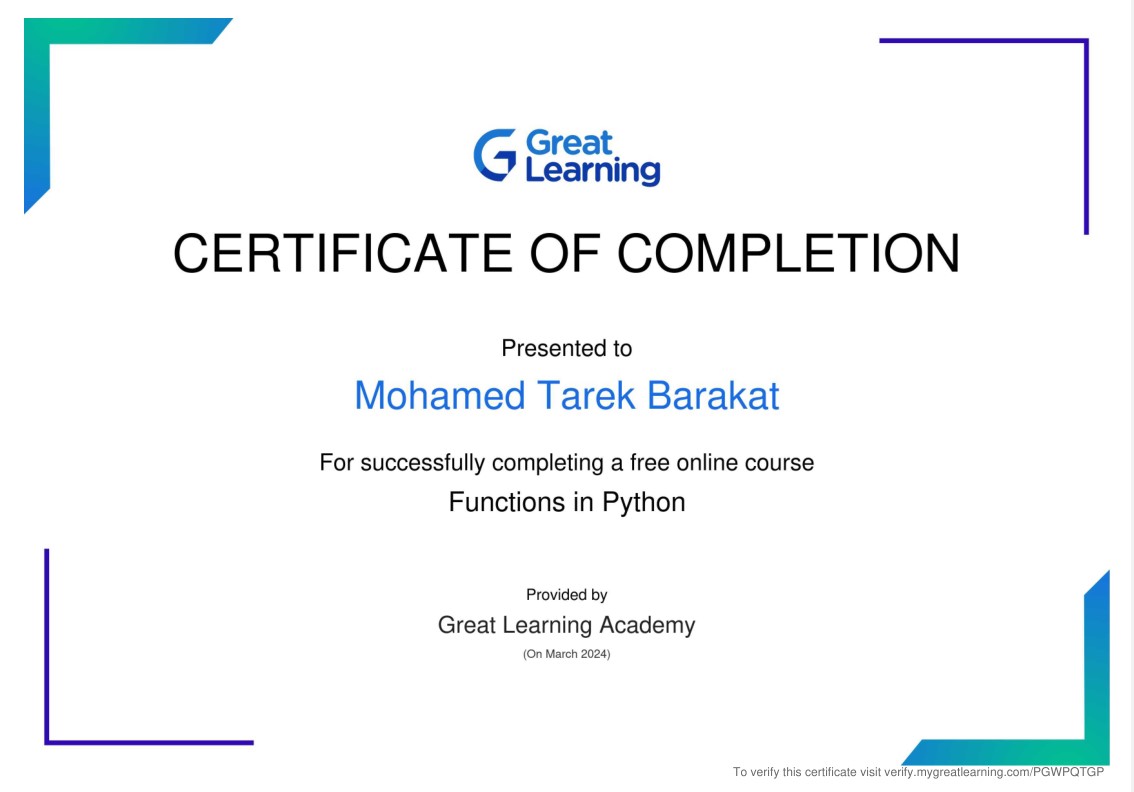 Great
Learning
CERTIFICATE OF COMPLETION
Presented to
Mohamed Tarek Barakat
For successfully completing a free online course
Functions in Python
Provided by
Great Learning Academy
(On March 2024)
To verify this certificate visit verify.mygreatlearning.com/PGWPQTGP